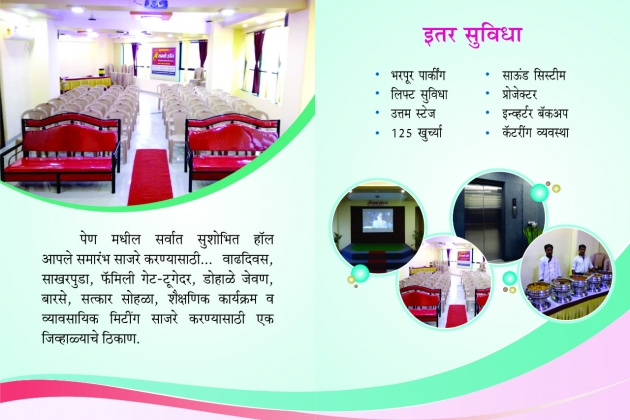 पेण मधील सर्वात सुशोभित हॉल
आपले समारंभ साजरे करण्यासाठी... वाढदिवस,
साखरपुडा, फॅमिली गेट-टूगेदर, डोहाळे जेवण,
बारसे, सत्कार सोहळा, शैक्षणिक कार्यक्रम व
व्यावसायिक मिटींग साजरे करण्यासाठी एक
जिव्हाळ्याचे ठिकाण.
इतर सुविधा
• भरपूर पार्कींग
• लिफ्ट सुविधा
• उत्तम स्टेज
• 125 खुर्च्या
• साऊंड सिस्टीम
• प्रोजेक्टर
• इन्व्हर्टर बॅकअप
• कॅटरींग व्यवस्था